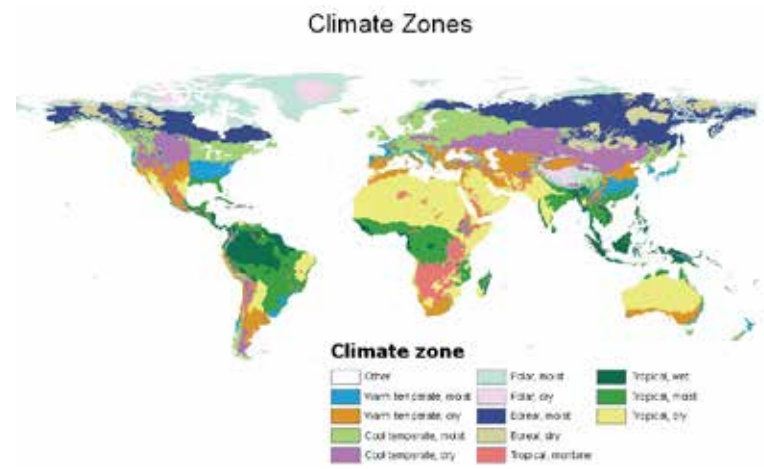 Climate Zones
Climate zone
Other
Warm temperate, moist
Warm temperate, dry
Cool temperate, moist
Cool temperate, dry
Polar, moist
Polar, dry
Boreal, moist
Boreal, dry
Tropical, montane
Tropical, wet
Tropical, moist
Tropical, dry